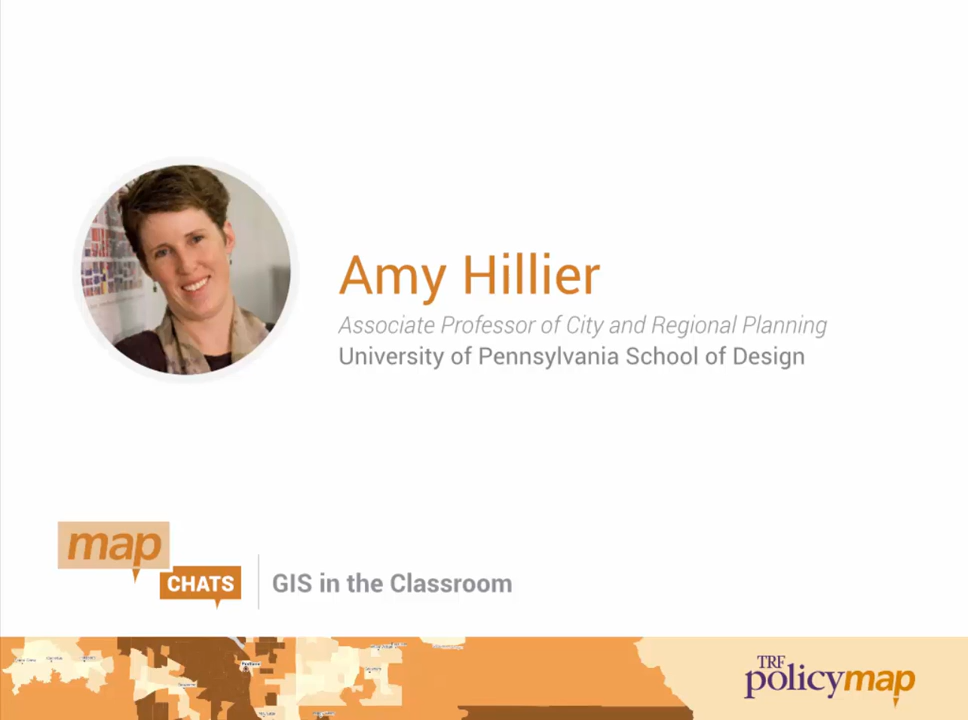 Amy Hillier
Associate Professor of City and Regional Planning
University of Pennsylvania School of Design
map
CHATS
GIS in the Classroom
TRF
policymap